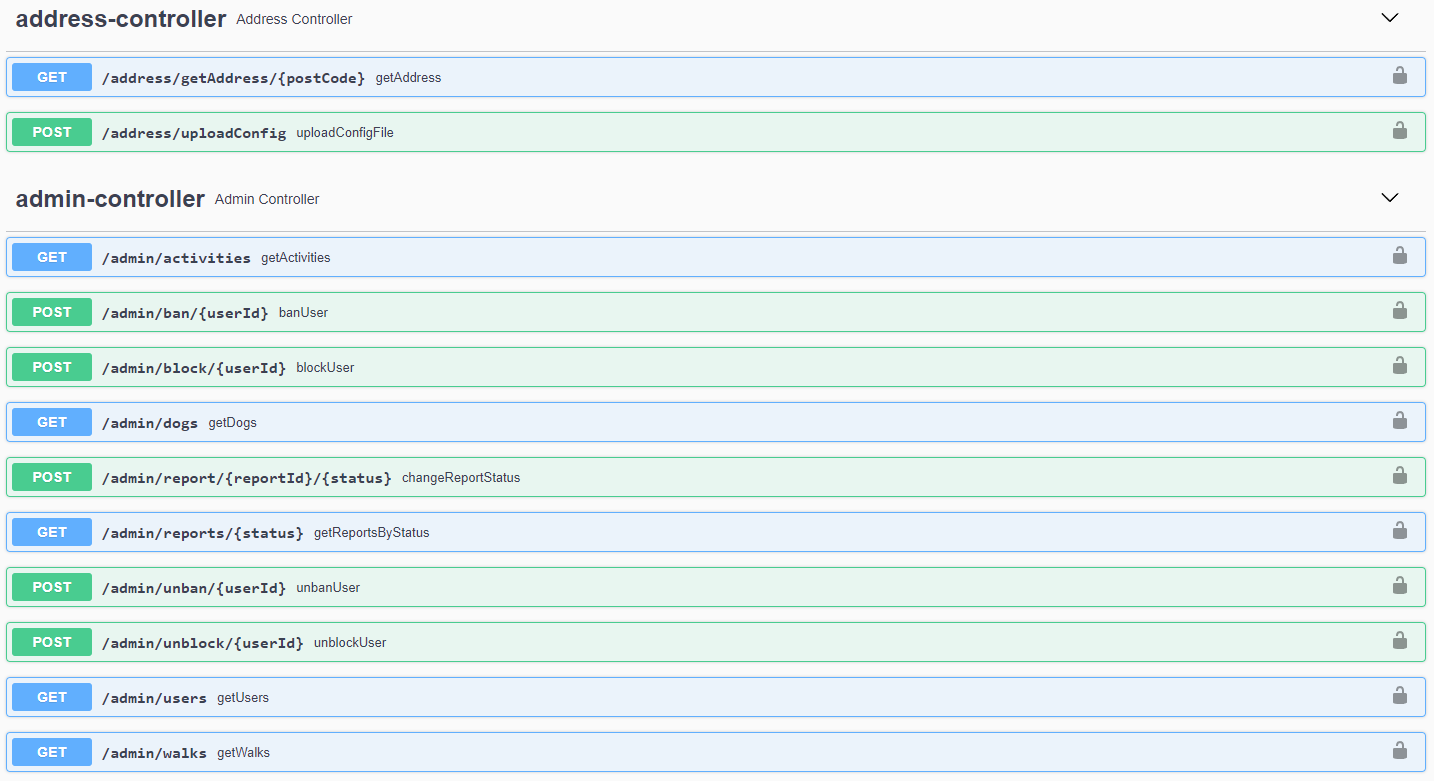 address-controller Address Controller
GET /address/getAddress/{postCode} getAddress
POST /address/uploadConfig uploadConfigFile
admin-controller Admin Controller
GET /admin/activities getActivities
POST /admin/ban/{userId} banUser
POST /admin/block/{userId} blockUser
GET /admin/dogs getDogs
POST /admin/report/{reportId}/{status} changeReportStatus
GET /admin/reports/{status} getReportsByStatus
POST /admin/unban/{userId} unbanUser
POST /admin/unblock/{userId} unblockUser
GET /admin/users getUsers
GET /admin/walks getWalks